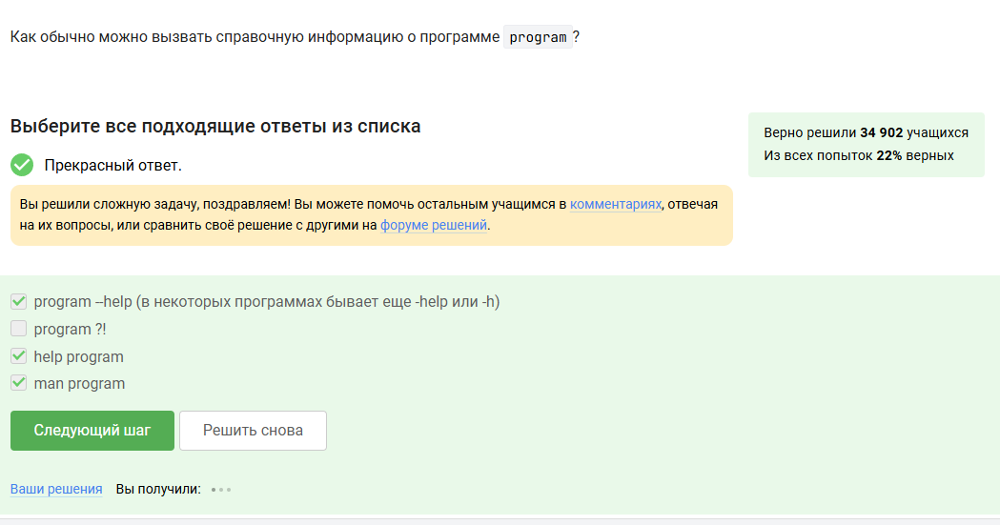 Как обычно можно вызвать справочную информацию о программе program?
Выберите все подходящие ответы из списка
Верно решили 34 902 учащихся
Из всех попыток 22% верных
Прекрасный ответ.
Вы решили сложную задачу, поздравляем! Вы можете помочь остальным учащимся в комментариях, отвечая
на их вопросы, или сравнить своё решение с другими на форуме решений.
program --help (в некоторых программах бывает еще -help или -h)
program ?!
help program
man program
Следующий шаг
Решить снова
Ваши решения Вы получили: